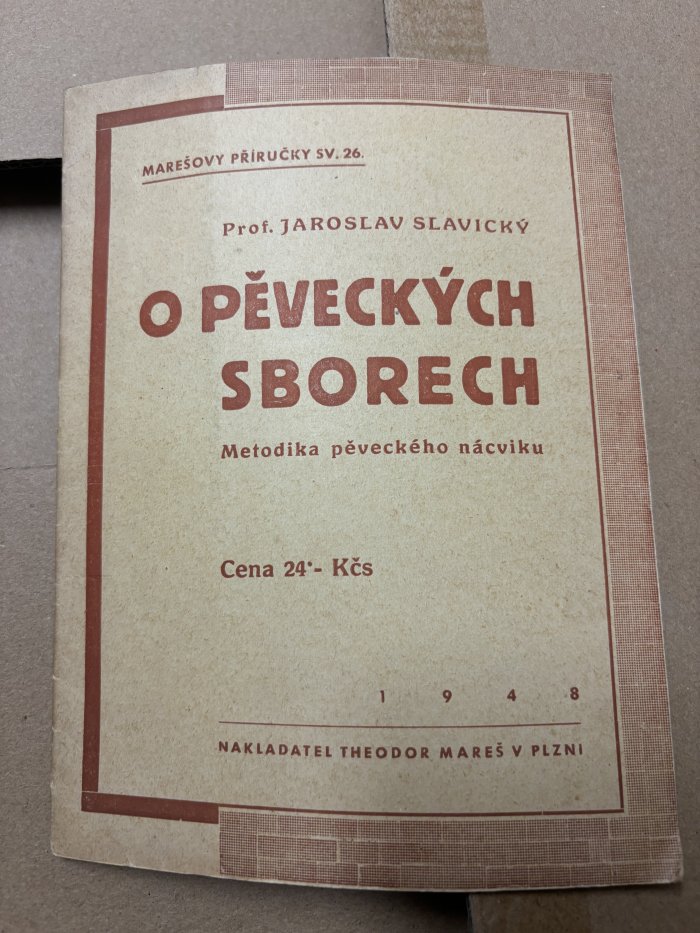 MAREŠOVY PŘÍRUČKY SV. 26.
Prof. JAROSLAV SLAVICKÝ
O PĚVECKÝCH
SBORECH
Metodika pěveckého nácviku
Cena 24·- Kčs
1 9 4 8
NAKLADATEL THEODOR MAREŠ V PLZNI